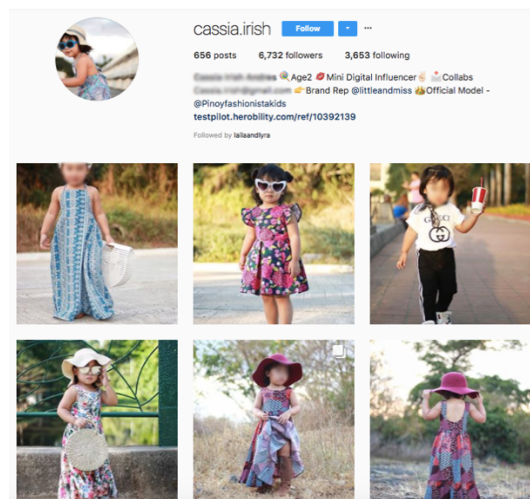 cassia.irish Follow
656 posts 6,732 followers 3,653 following
Age2 Mini Digital Influencer Collabs
Brand Rep @littleandmiss Official Model -
@Pinoyfashionistakids
testpilot.herobility.com/ref/10392139
Followed by lailaandlyra
GUCCI